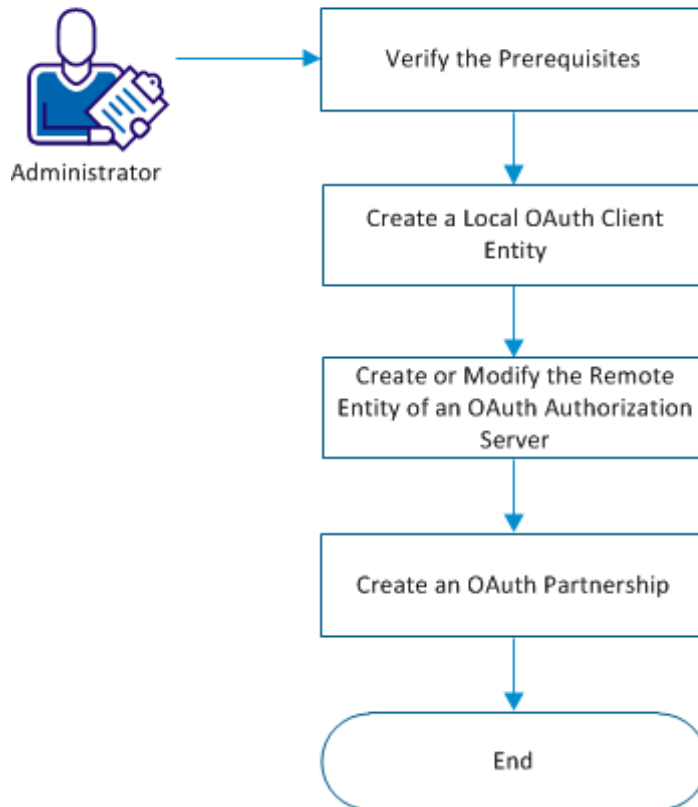 Administrator
Verify the Prerequisites
Create a Local OAuth Client
Entity
Create or Modify the Remote
Entity of an OAuth Authorization
Server
Create an OAuth Partnership
End